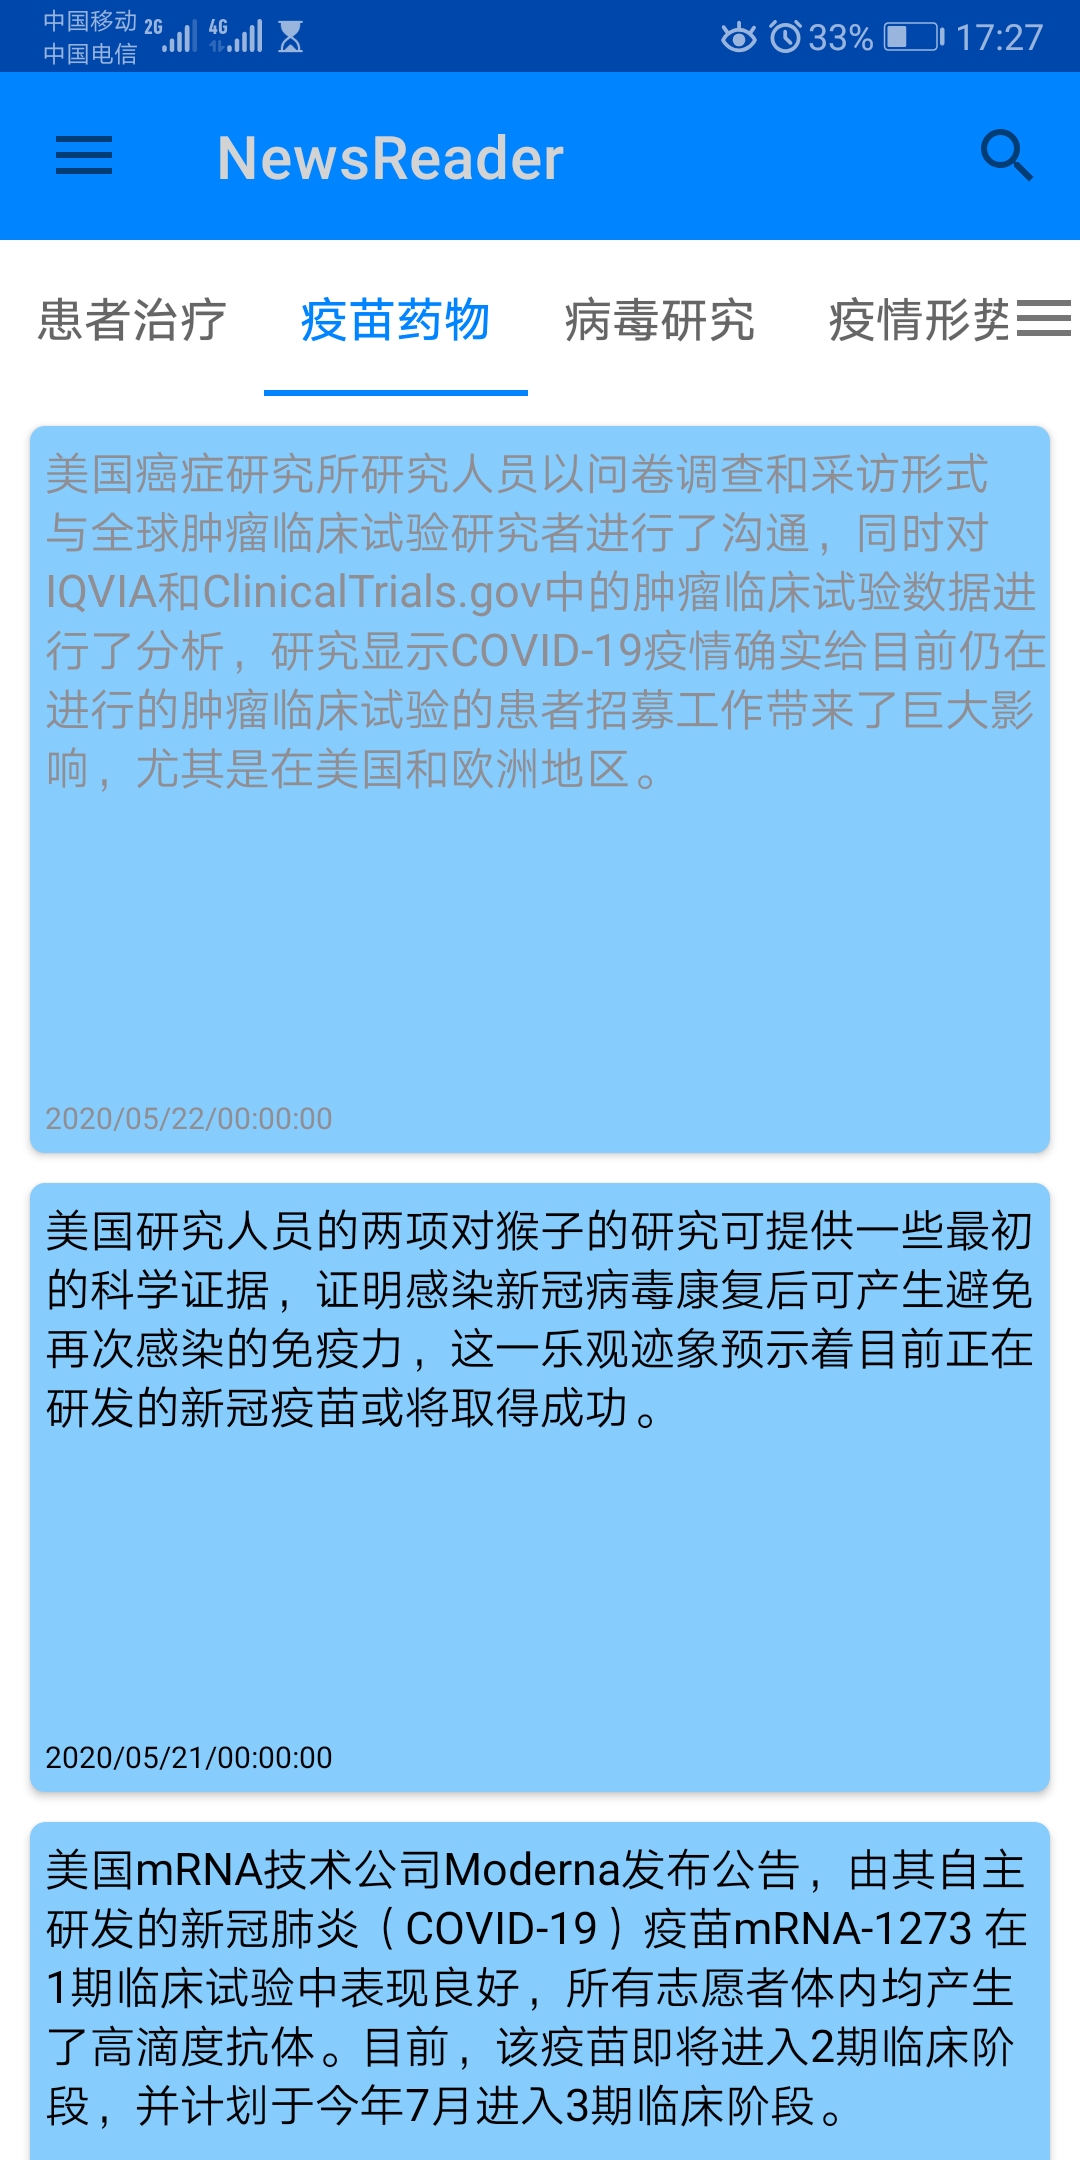 中国移动 2G 4G 33% 17:27
中国电信
NewsReader
患者治疗 疫苗药物 病毒研究 疫情形势
美国癌症研究所研究人员以问卷调查和采访形式
与全球肿瘤临床试验研究者进行了沟通，同时对
IQVIA和ClinicalTrials.gov中的肿瘤临床试验数据进
行了分析，研究显示COVID-19疫情确实给目前仍在
进行的肿瘤临床试验的患者招募工作带来了巨大影
响，尤其是在美国和欧洲地区。
2020/05/22/00:00:00
美国研究人员的两项对猴子的研究可提供一些最初
的科学证据，证明感染新冠病毒康复后可产生避免
再次感染的免疫力，这一乐观迹象预示着目前正在
研发的新冠疫苗或将取得成功。
2020/05/21/00:00:00
美国mRNA技术公司Moderna发布公告，由其自主
研发的新冠肺炎（COVID-19）疫苗mRNA-1273 在
1期临床试验中表现良好，所有志愿者体内均产生
了高滴度抗体。目前，该疫苗即将进入2期临床阶
段，并计划于今年7月进入3期临床阶段。